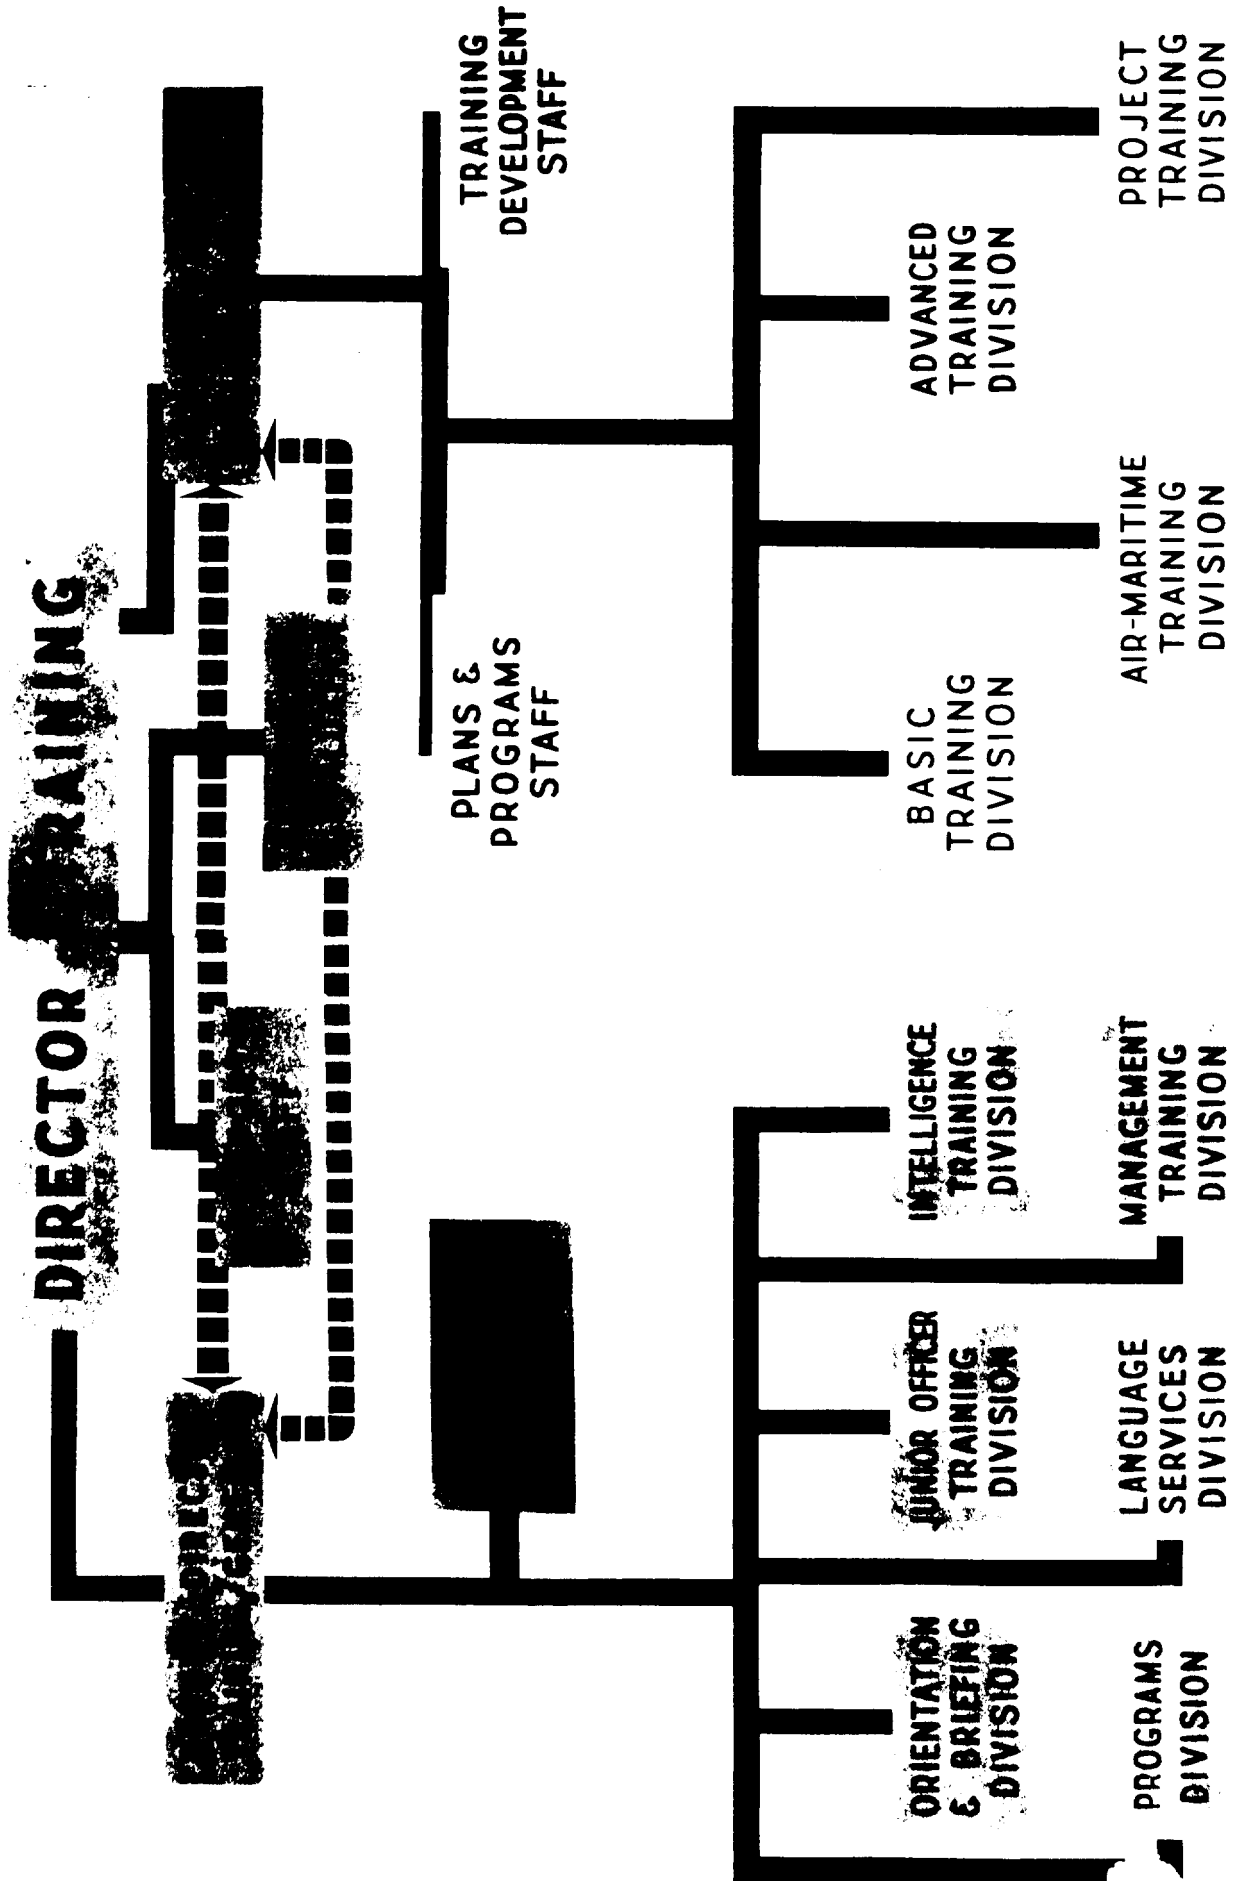 DIRECTOR
TRAINING
PLANS &
PROGRAMS
STAFF
TRAINING
DEVELOPMENT
STAFF
ORIENTATION
& BRIEFING
DIVISION
JUNIOR OFFICER
TRAINING
DIVISION
INTELLIGENCE
TRAINING
DIVISION
BASIC
TRAINING
DIVISION
ADVANCED
TRAINING
DIVISION
PROGRAMS
DIVISION
LANGUAGE
SERVICES
DIVISION
MANAGEMENT
TRAINING
DIVISION
AIR-MARITIME
TRAINING
DIVISION
PROJECT
TRAINING
DIVISION